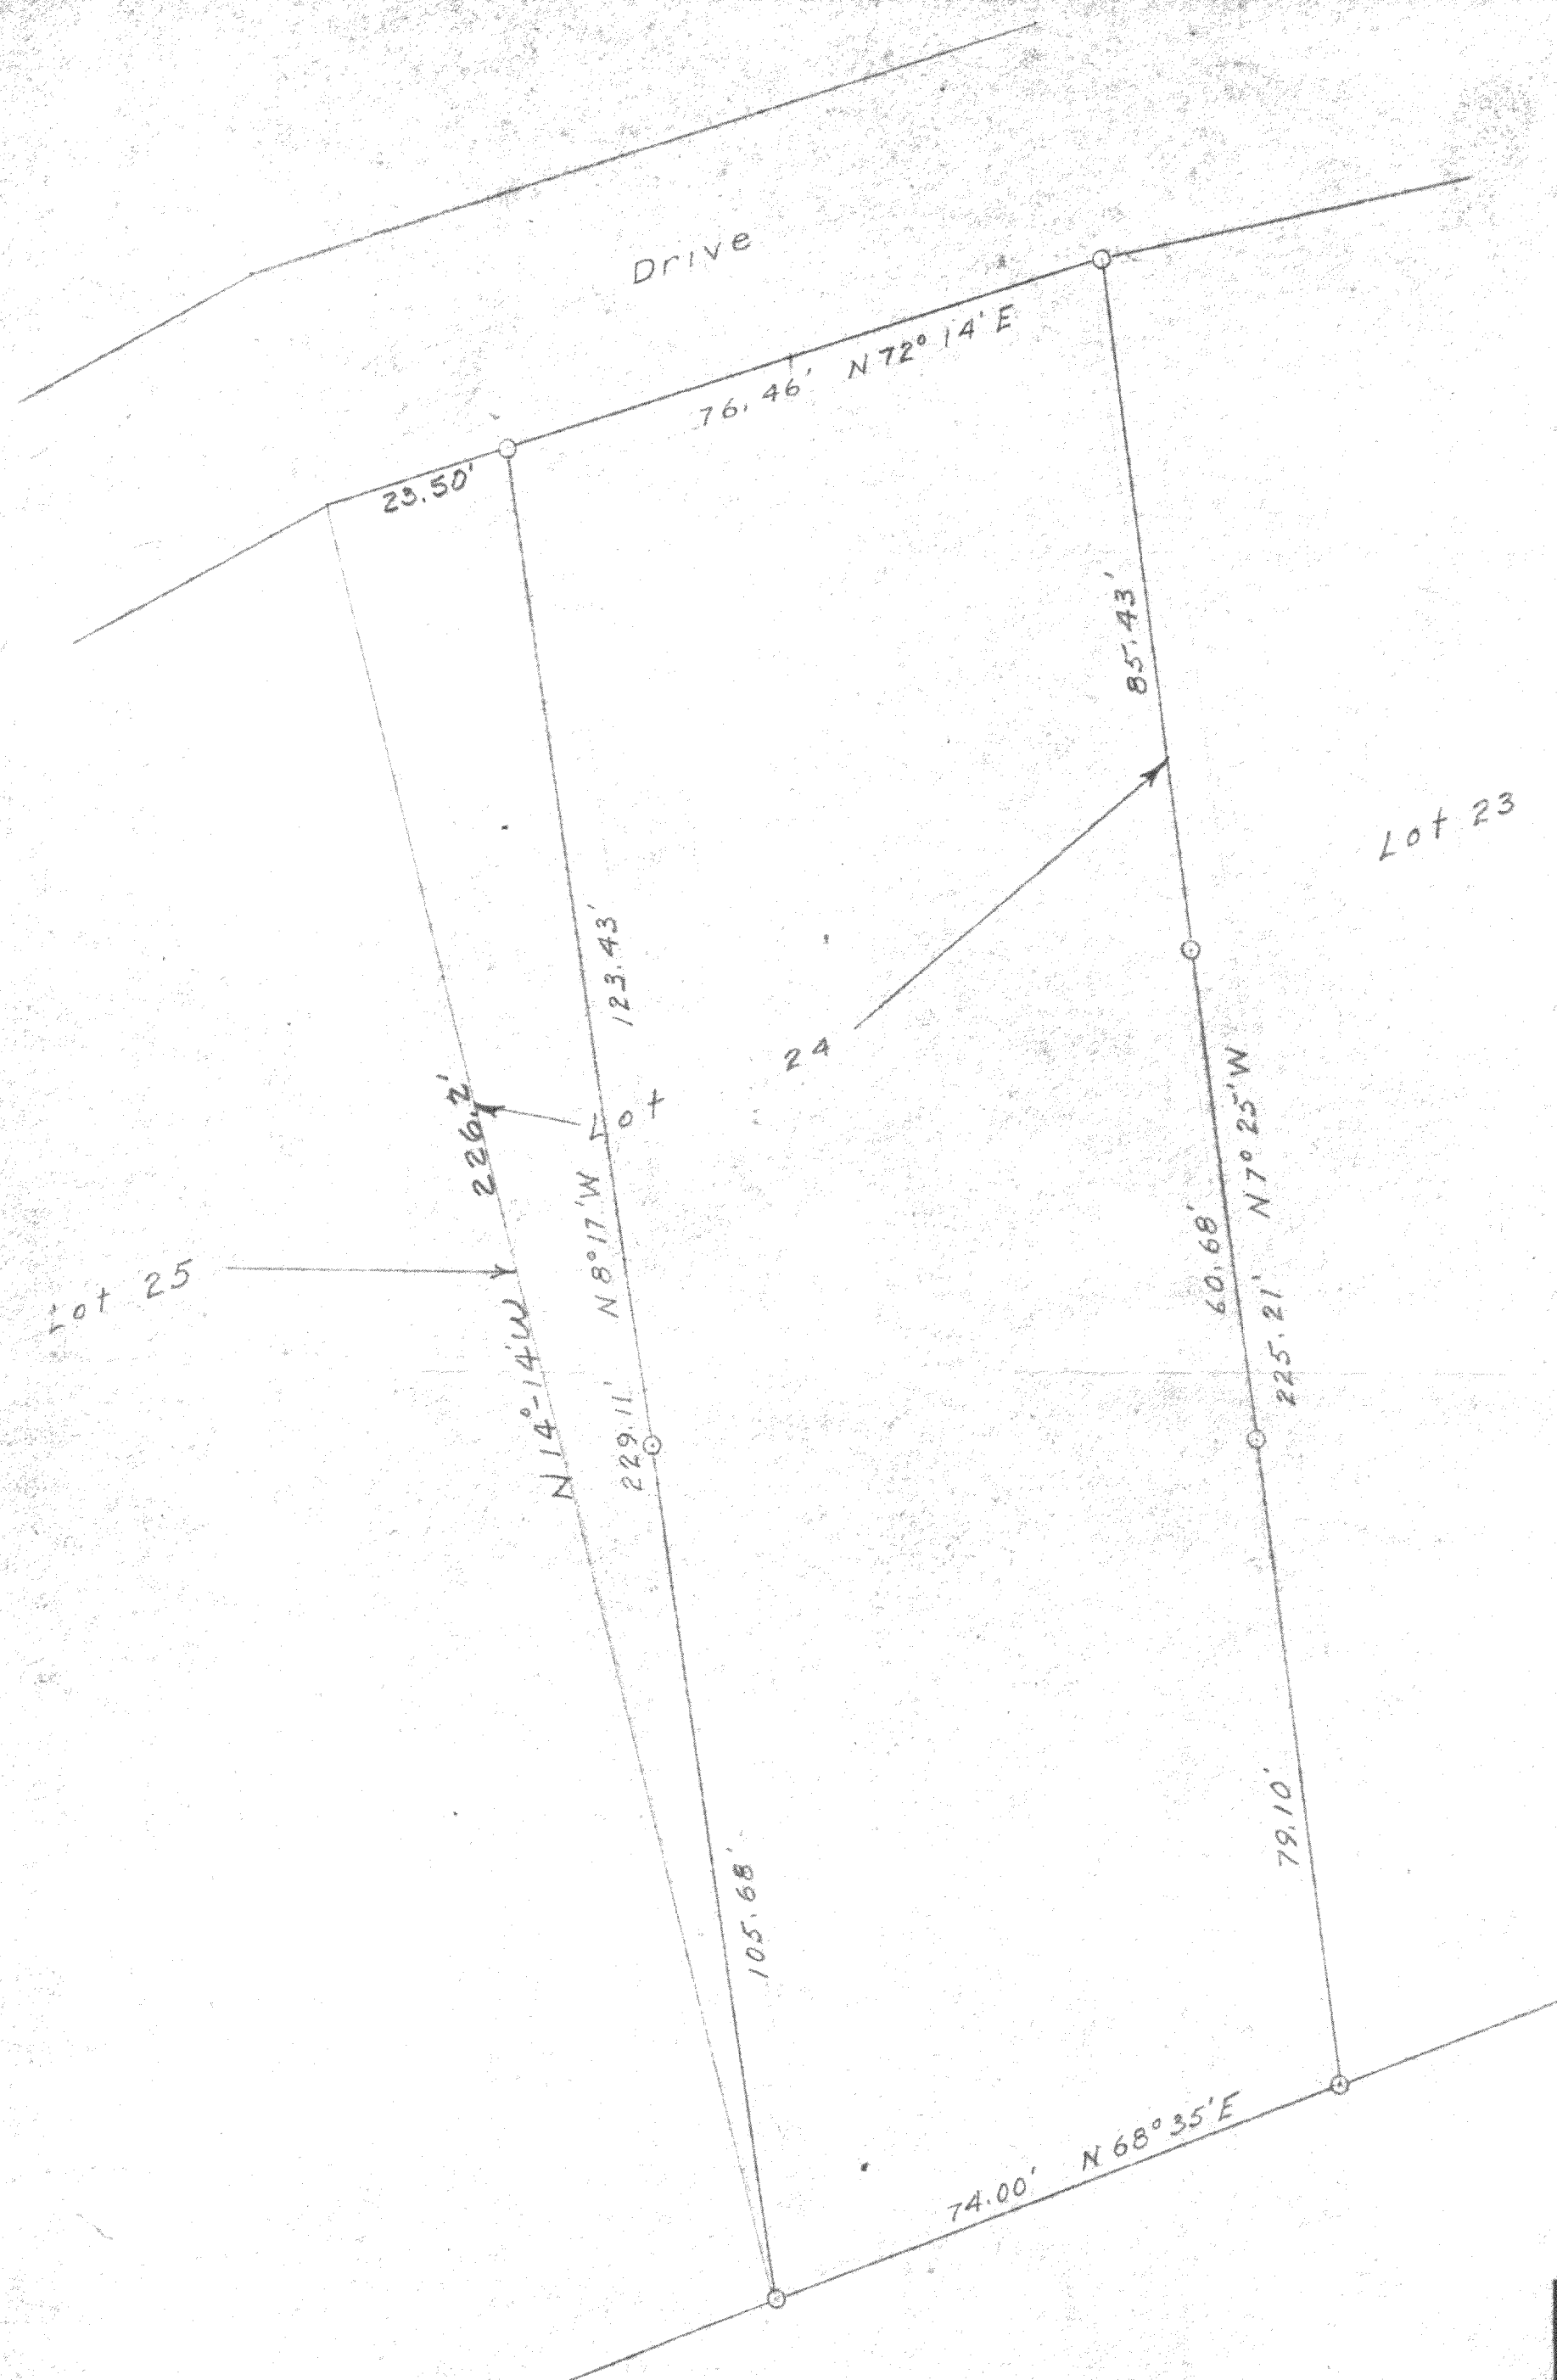 Drive
76.46' N 72° 14' E
23.50'
85.43'
Lot 23
123.43'
24
Lot
226.2'
N 8° 17' W
N 7° 25' W
60.68'
Lot 25
N 14°-14' W
229.11'
225.21'
79.10'
105.68'
74.00' N 68° 35' E